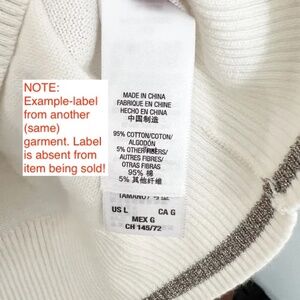 NOTE:
Example-label
from another
(same)
garment. Label
is absent from
item being sold!
MADE IN CHINA
FABRIQUE EN CHINE
HECHO EN CHINA
中国制造
95% COTTON/COTON/
ALGODÓN
5% OTHER FIBRES/
AUTRES FIBRES/
OTRAS FIBRAS
95% 棉
5% 其他纤维
US L CA G
MEX G
CH 145/72